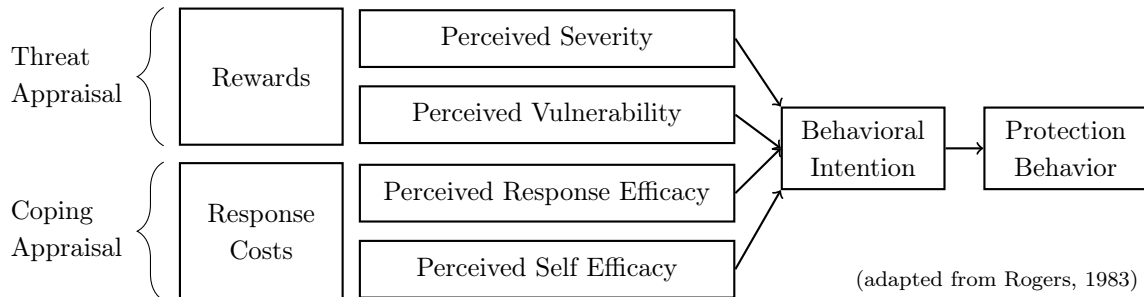 Threat
Appraisal
Rewards
Perceived Severity
Perceived Vulnerability
Coping
Appraisal
Response
Costs
Perceived Response Efficacy
Perceived Self Efficacy
Behavioral
Intention
Protection
Behavior
(adapted from Rogers, 1983)